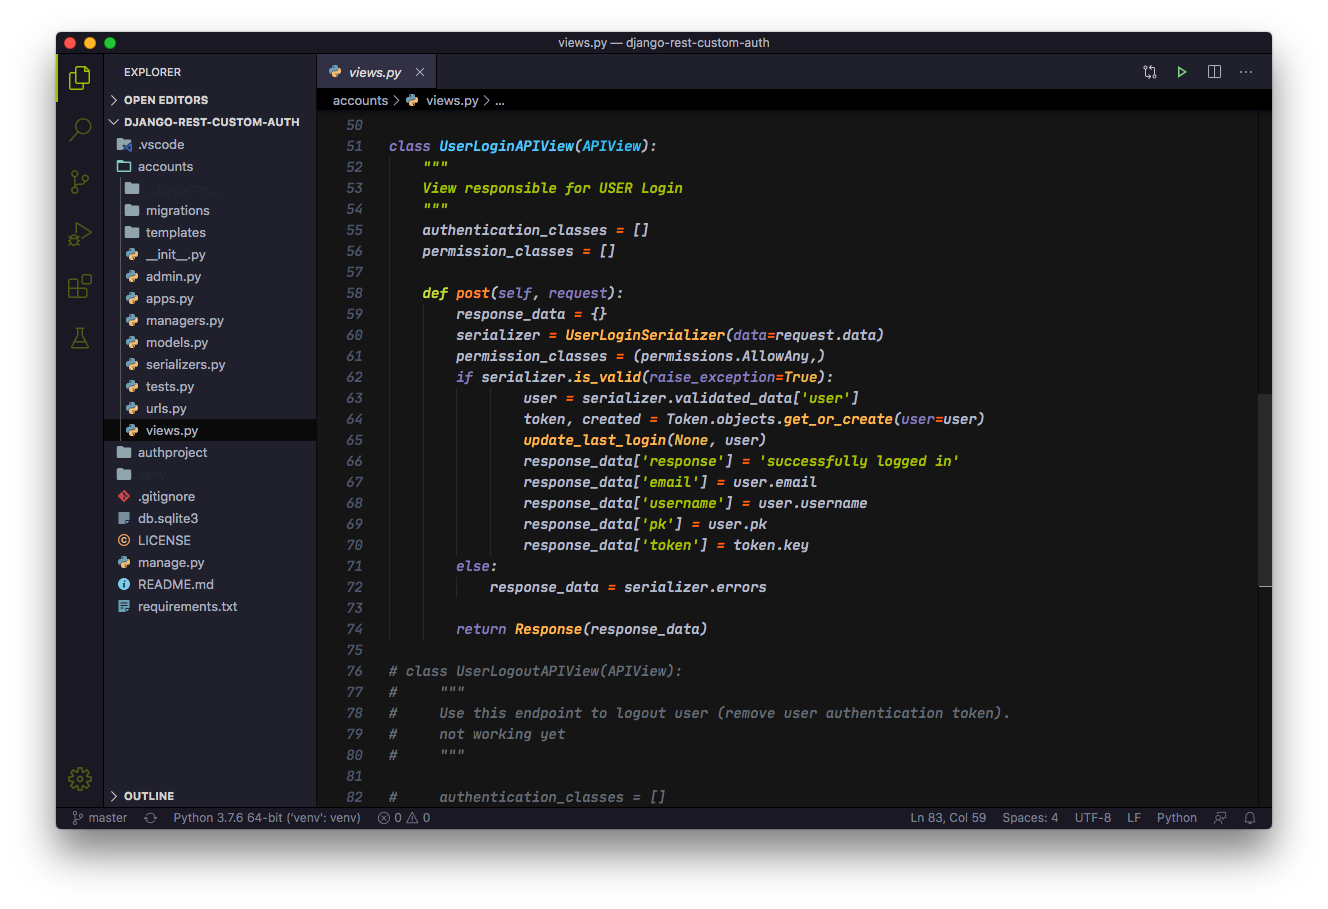 views.py — django-rest-custom-auth
EXPLORER
OPEN EDITORS
DJANGO-REST-CUSTOM-AUTH
.vscode
accounts
__pycache__
migrations
templates
__init__.py
admin.py
apps.py
managers.py
models.py
serializers.py
tests.py
urls.py
views.py
authproject
venv
.gitignore
db.sqlite3
LICENSE
manage.py
README.md
requirements.txt
OUTLINE
views.py
accounts > views.py > ...
50
51 class UserLoginAPIView(APIView):
52 """
53 View responsible for USER Login
54 """
55 authentication_classes = []
56 permission_classes = []
57
58 def post(self, request):
59 response_data = {}
60 serializer = UserLoginSerializer(data=request.data)
61 permission_classes = (permissions.AllowAny,)
62 if serializer.is_valid(raise_exception=True):
63 user = serializer.validated_data['user']
64 token, created = Token.objects.get_or_create(user=user)
65 update_last_login(None, user)
66 response_data['response'] = 'successfully logged in'
67 response_data['email'] = user.email
68 response_data['username'] = user.username
69 response_data['pk'] = user.pk
70 response_data['token'] = token.key
71 else:
72 response_data = serializer.errors
73
74 return Response(response_data)
75
76 # class UserLogoutAPIView(APIView):
77 # """
78 # Use this endpoint to logout user (remove user authentication token).
79 # not working yet
80 # """
81
82 # authentication_classes = []
master Python 3.7.6 64-bit ('venv': venv) 0 0 Ln 83, Col 59 Spaces: 4 UTF-8 LF Python